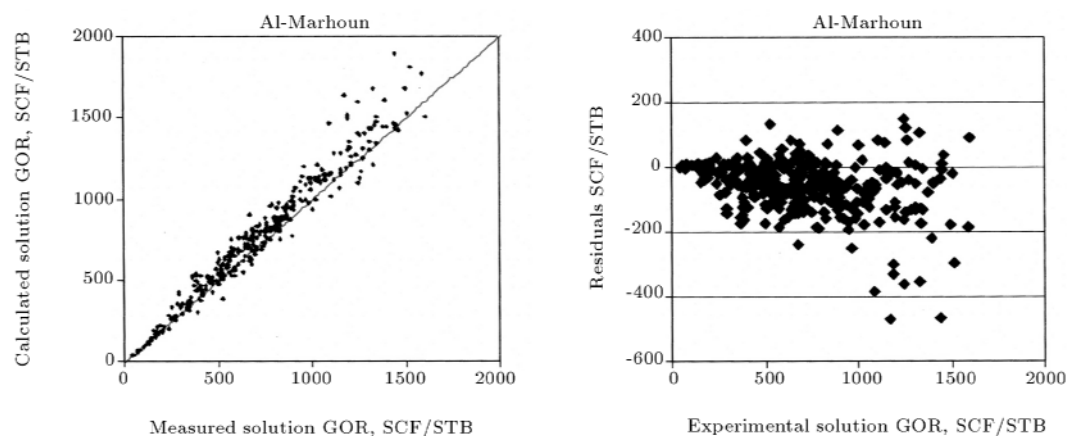 Al-Marhoun
Calculated solution GOR, SCF/STB
2000
1500
1000
500
0
0 500 1000 1500 2000
Measured solution GOR, SCF/STB
Al-Marhoun
Residuals SCF/STB
400
200
0
-200
-400
-600
0 500 1000 1500 2000
Experimental solution GOR, SCF/STB